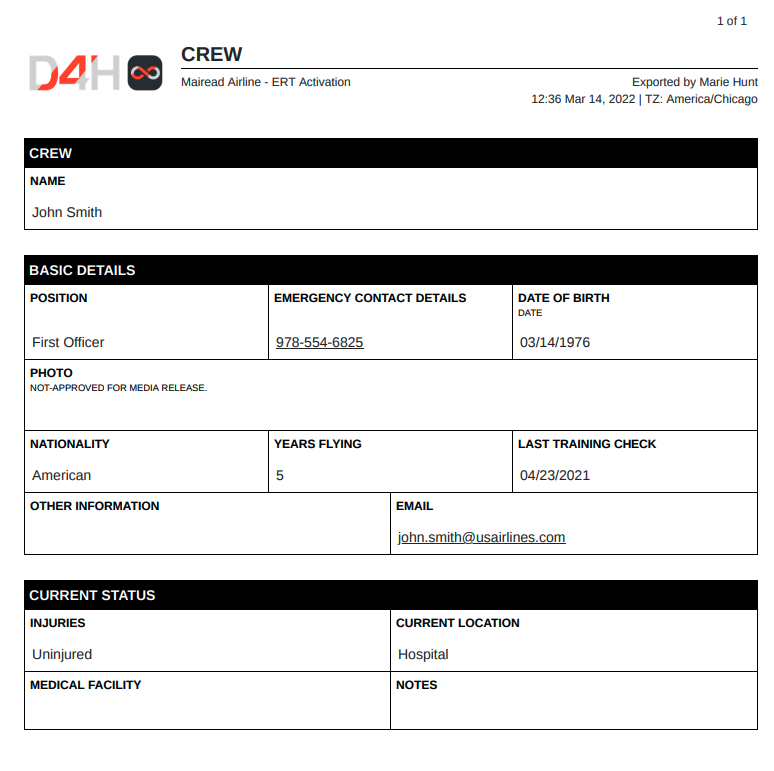 1 of 1
D4H
CREW
Mairead Airline - ERT Activation
Exported by Marie Hunt
12:36 Mar 14, 2022 | TZ: America/Chicago
CREW
NAME
John Smith
BASIC DETAILS
POSITION
EMERGENCY CONTACT DETAILS
DATE OF BIRTH
DATE
First Officer
978-554-6825
03/14/1976
PHOTO
NOT-APPROVED FOR MEDIA RELEASE.
NATIONALITY
YEARS FLYING
LAST TRAINING CHECK
American
5
04/23/2021
OTHER INFORMATION
EMAIL
john.smith@usairlines.com
CURRENT STATUS
INJURIES
CURRENT LOCATION
Uninjured
Hospital
MEDICAL FACILITY
NOTES